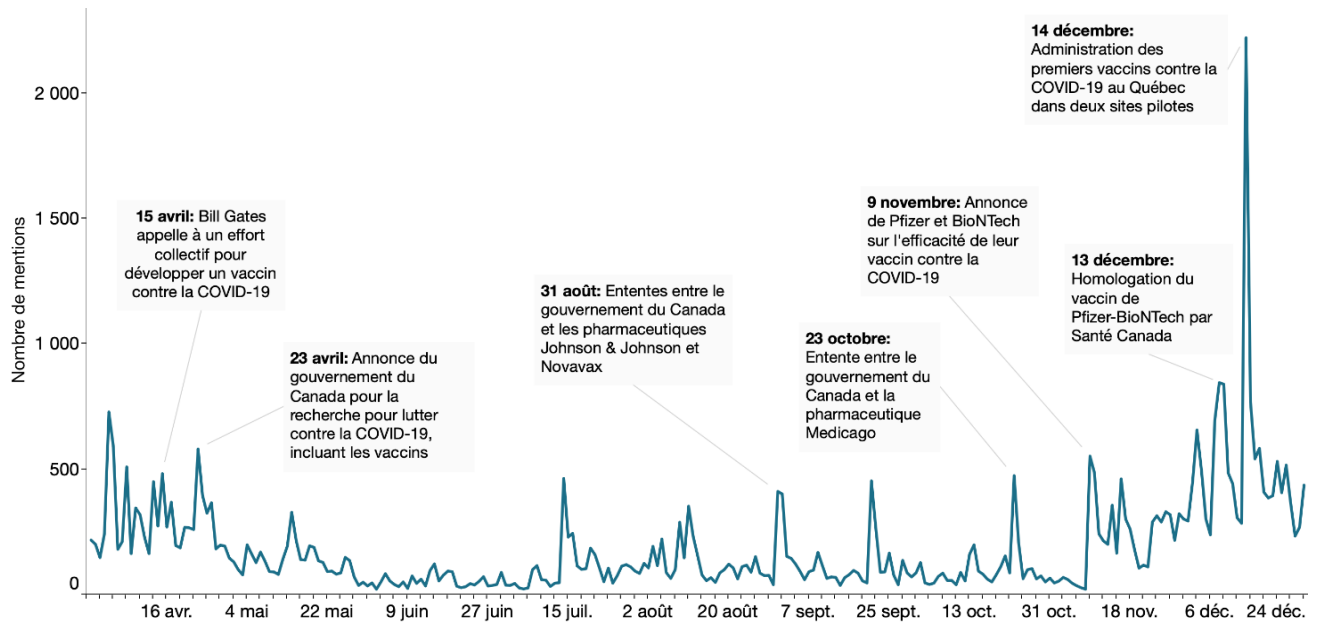 14 décembre:
Administration des
premiers vaccins contre la
COVID-19 au Québec
dans deux sites pilotes
9 novembre: Annonce
de Pfizer et BioNTech
sur l'efficacité de leur
vaccin contre la
COVID-19
15 avril: Bill Gates
appelle à un effort
collectif pour
développer un vaccin
contre la COVID-19
13 décembre:
Homologation du
vaccin de
Pfizer-BioNTech par
Santé Canada
31 août: Ententes entre le
gouvernement du Canada
et les pharmaceutiques
Johnson & Johnson et
Novavax
23 octobre:
Entente entre le
gouvernement du
Canada et la
pharmaceutique
Medicago
23 avril: Annonce du
gouvernement du
Canada pour la
recherche pour lutter
contre la COVID-19,
incluant les vaccins
Nombre de mentions
2 000
1 500
1 000
500
0
16 avr. 4 mai 22 mai 9 juin 27 juin 15 juil. 2 août 20 août 7 sept. 25 sept. 13 oct. 31 oct. 18 nov. 6 déc. 24 déc.